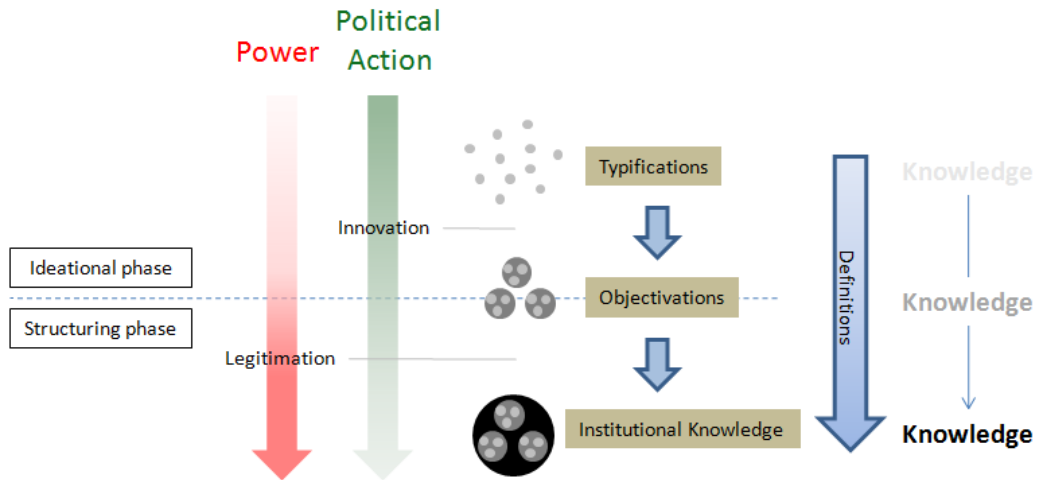 Power
Political
Action
Typifications
Knowledge
Innovation
Ideational phase
Definitions
Objectivations
Knowledge
Structuring phase
Legitimation
Institutional Knowledge
Knowledge